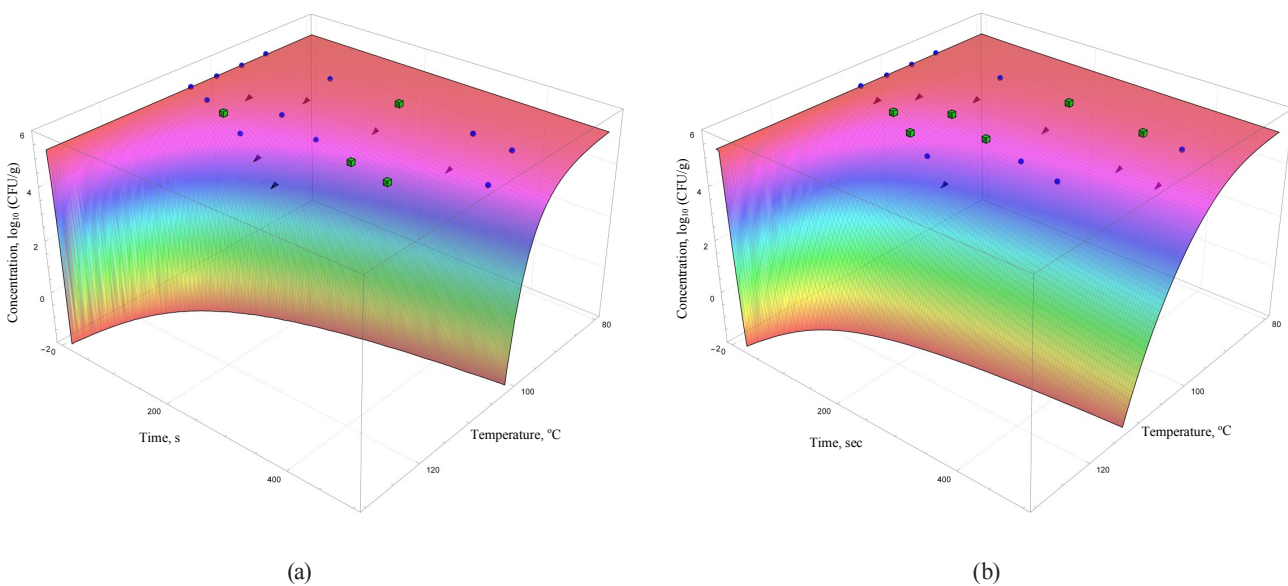 6
4
2
0
−2
0
200
400
80
100
120
Concentration, log₁₀ (CFU/g)
Time, s
Temperature, °C
(a)
6
4
2
0
−2
0
200
400
80
100
120
Concentration, log₁₀ (CFU/g)
Time, sec
Temperature, °C
(b)